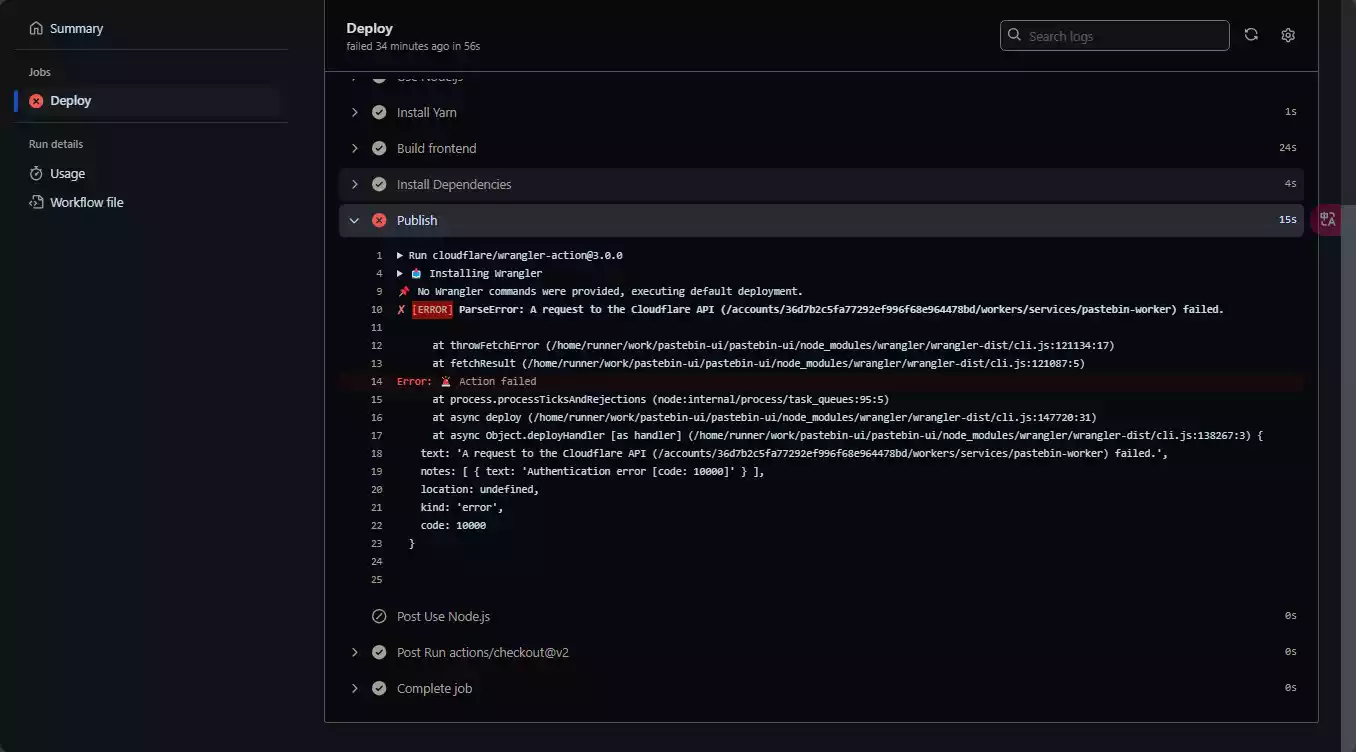 Summary
Jobs
Deploy
Run details
Usage
Workflow file
Deploy
failed 34 minutes ago in 56s
Search logs
Use Node.js
Install Yarn 1s
Build frontend 24s
Install Dependencies 4s
Publish 15s
1 ▶ Run cloudflare/wrangler-action@3.0.0
4 ▶ 📥 Installing Wrangler
9 📌 No Wrangler commands were provided, executing default deployment.
10 ✗ [ERROR] ParseError: A request to the Cloudflare API (/accounts/36d7b2c5fa77292ef996f68e964478bd/workers/services/pastebin-worker) failed.
11
12 at throwFetchError (/home/runner/work/pastebin-ui/pastebin-ui/node_modules/wrangler/wrangler-dist/cli.js:121134:17)
13 at fetchResult (/home/runner/work/pastebin-ui/pastebin-ui/node_modules/wrangler/wrangler-dist/cli.js:121087:5)
14 Error: 🚨 Action failed
15 at process.processTicksAndRejections (node:internal/process/task_queues:95:5)
16 at async deploy (/home/runner/work/pastebin-ui/pastebin-ui/node_modules/wrangler/wrangler-dist/cli.js:147720:31)
17 at async Object.deployHandler [as handler] (/home/runner/work/pastebin-ui/pastebin-ui/node_modules/wrangler/wrangler-dist/cli.js:138267:3) {
18 text: 'A request to the Cloudflare API (/accounts/36d7b2c5fa77292ef996f68e964478bd/workers/services/pastebin-worker) failed.',
19 notes: [ { text: 'Authentication error [code: 10000]' } ],
20 location: undefined,
21 kind: 'error',
22 code: 10000
23 }
24
25
Post Use Node.js 0s
Post Run actions/checkout@v2 0s
Complete job 0s